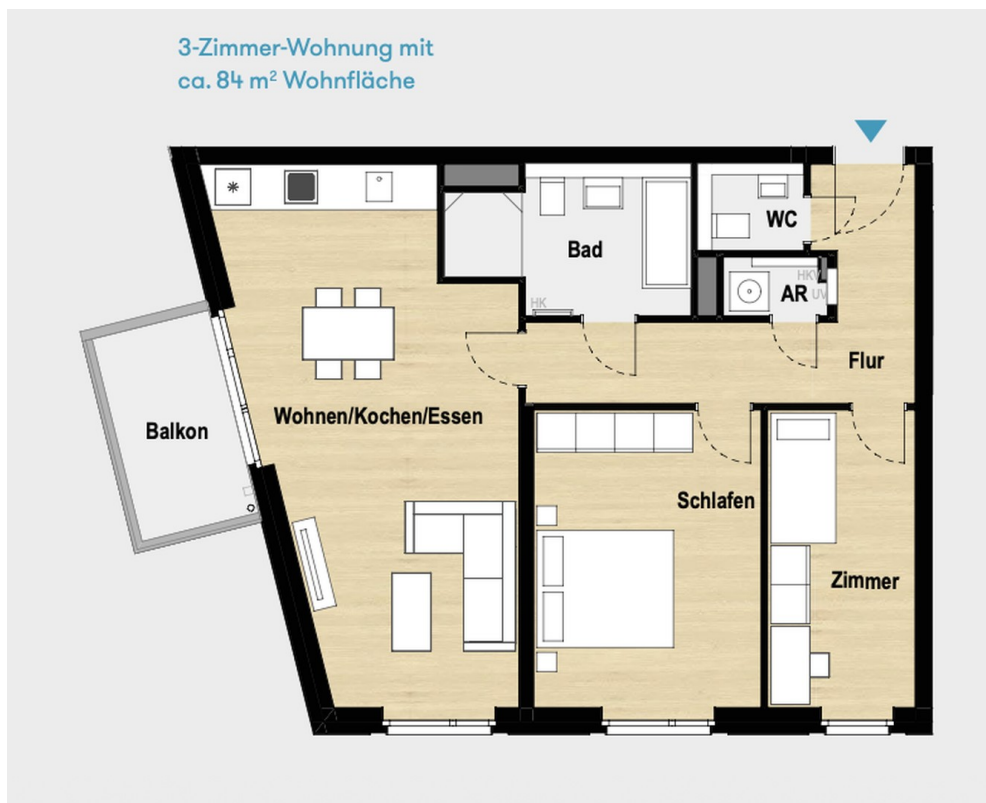 3-Zimmer-Wohnung mit
ca. 84 m² Wohnfläche
WC
Bad
HKV
AR
UV
HK
Flur
Wohnen/Kochen/Essen
Balkon
Schlafen
Zimmer